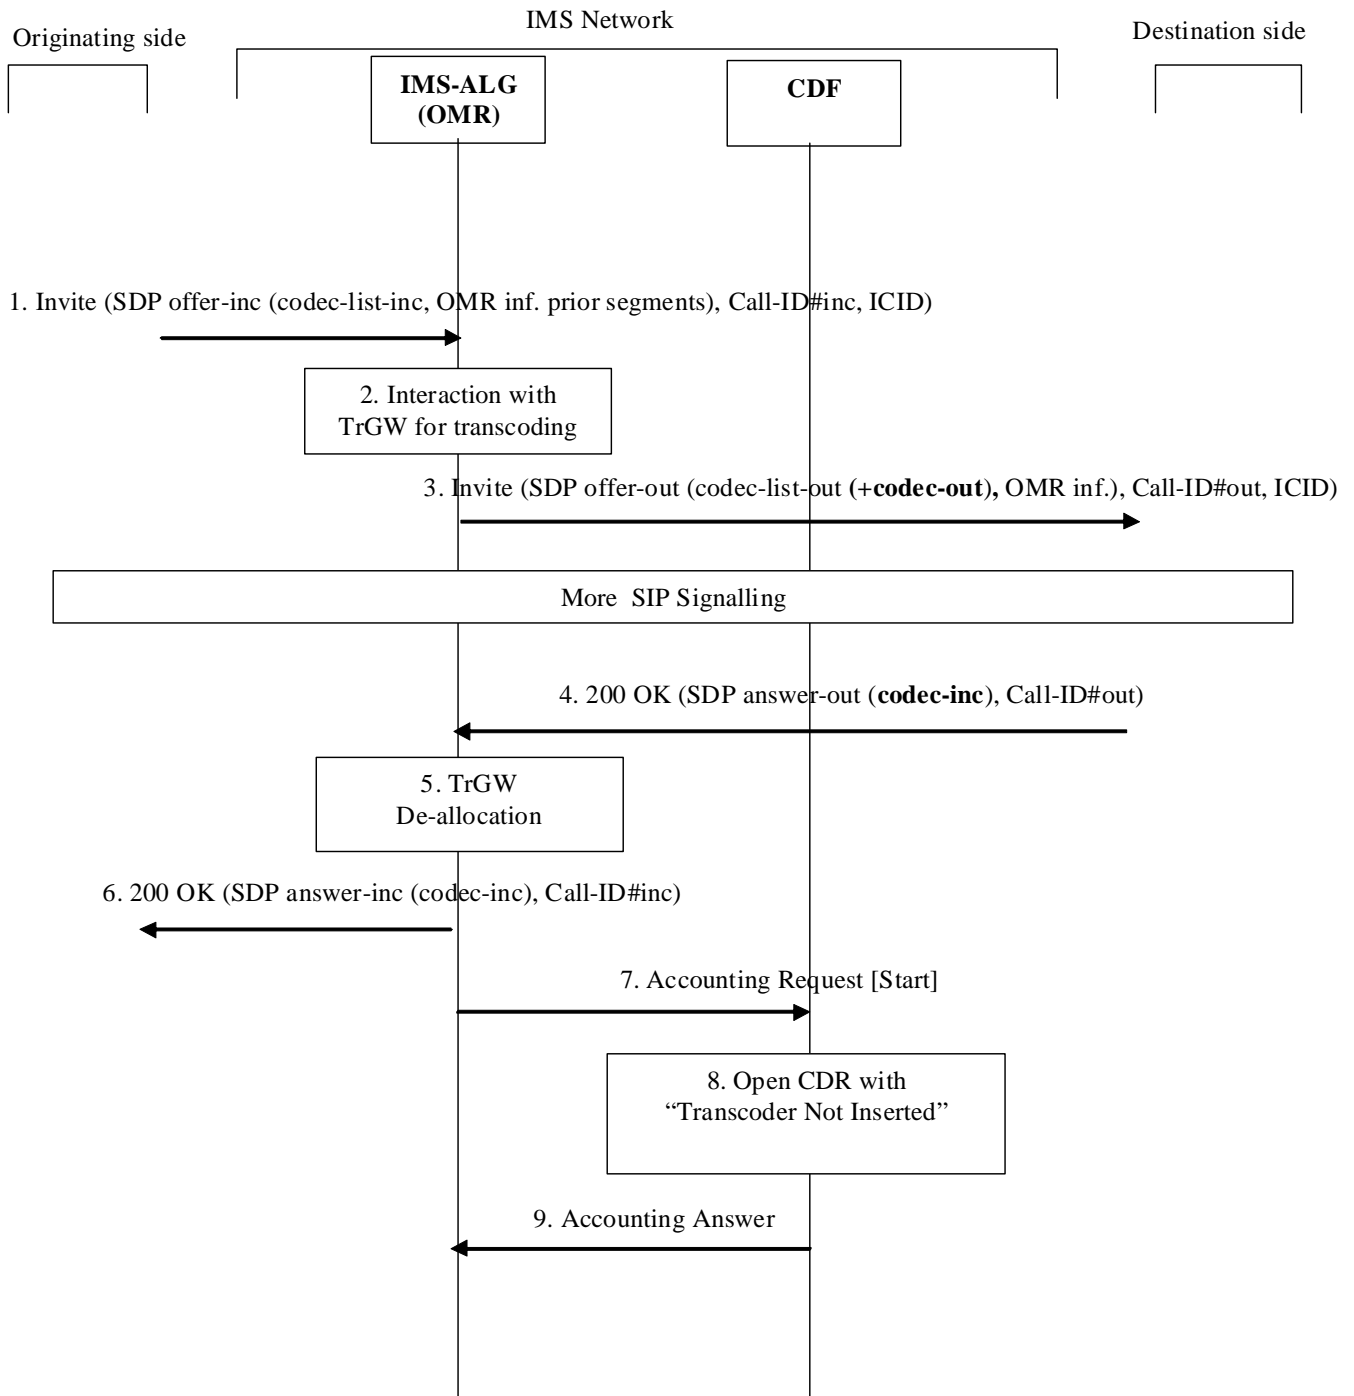 IMS Network
Originating side
Destination side
IMS-ALG
(OMR)
CDF
1. Invite (SDP offer-inc (codec-list-inc, OMR inf. prior segments), Call-ID#inc, ICID)
2. Interaction with
TrGW for transcoding
3. Invite (SDP offer-out (codec-list-out (+codec-out), OMR inf.), Call-ID#out, ICID)
More SIP Signalling
4. 200 OK (SDP answer-out (codec-inc), Call-ID#out)
5. TrGW
De-allocation
6. 200 OK (SDP answer-inc (codec-inc), Call-ID#inc)
7. Accounting Request [Start]
8. Open CDR with
“Transcoder Not Inserted”
9. Accounting Answer